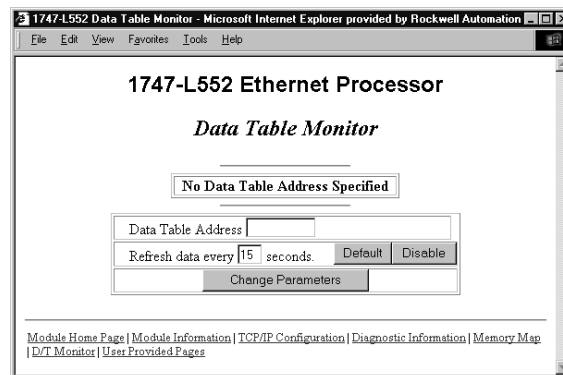 1747-L552 Data Table Monitor - Microsoft Internet Explorer provided by Rockwell Automation
File Edit View Favorites Tools Help
1747-L552 Ethernet Processor
Data Table Monitor
No Data Table Address Specified
Data Table Address
Refresh data every 15 seconds. Default Disable
Change Parameters
Module Home Page | Module Information | TCP/IP Configuration | Diagnostic Information | Memory Map
| D/T Monitor | User Provided Pages